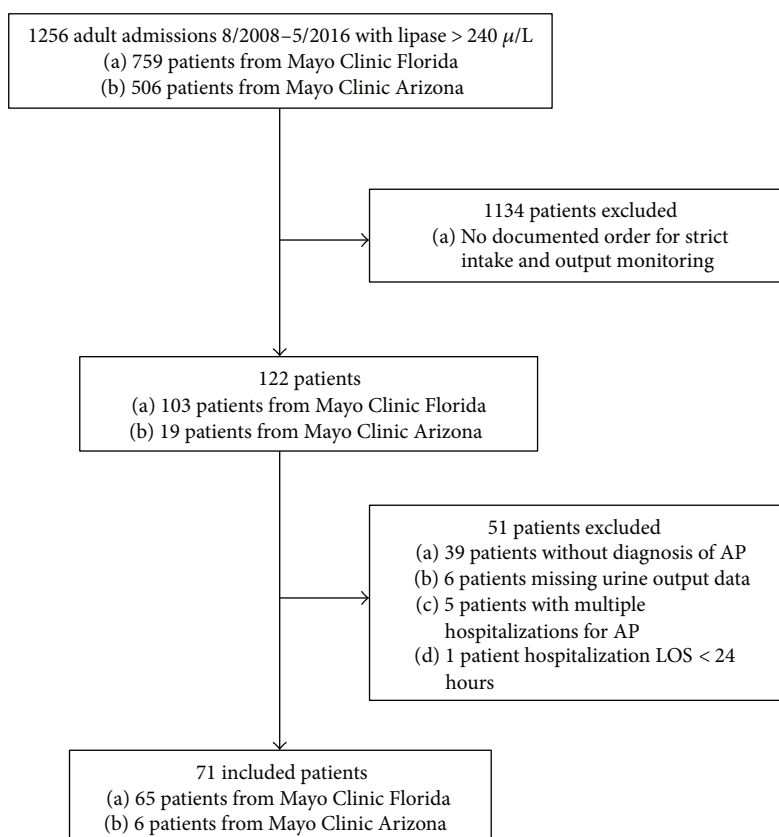 1256 adult admissions 8/2008–5/2016 with lipase > 240 μ/L
(a) 759 patients from Mayo Clinic Florida
(b) 506 patients from Mayo Clinic Arizona
1134 patients excluded
(a) No documented order for strict
intake and output monitoring
122 patients
(a) 103 patients from Mayo Clinic Florida
(b) 19 patients from Mayo Clinic Arizona
51 patients excluded
(a) 39 patients without diagnosis of AP
(b) 6 patients missing urine output data
(c) 5 patients with multiple
hospitalizations for AP
(d) 1 patient hospitalization LOS < 24
hours
71 included patients
(a) 65 patients from Mayo Clinic Florida
(b) 6 patients from Mayo Clinic Arizona